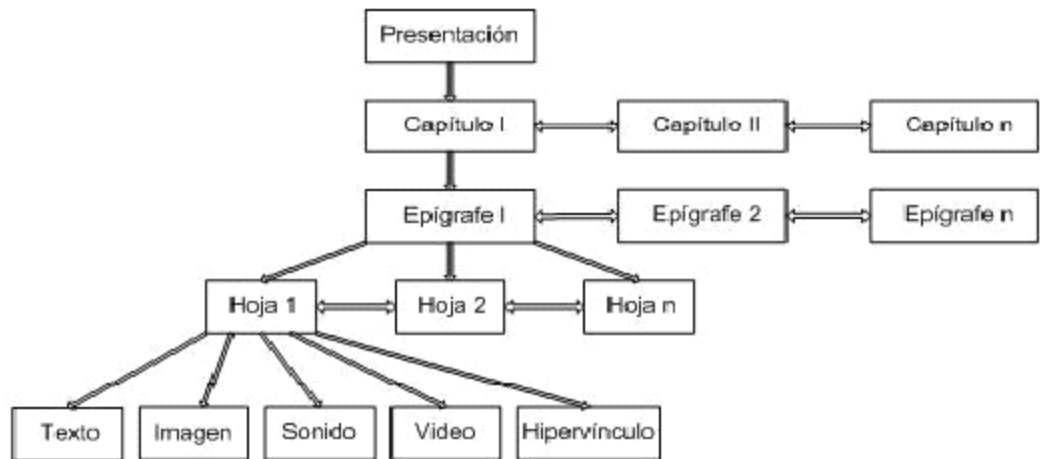 Presentación
Capítulo I
Capítulo II
Capítulo n
Epígrafe I
Epígrafe 2
Epígrafe n
Hoja 1
Hoja 2
Hoja n
Texto
Imagen
Sonido
Video
Hipervínculo